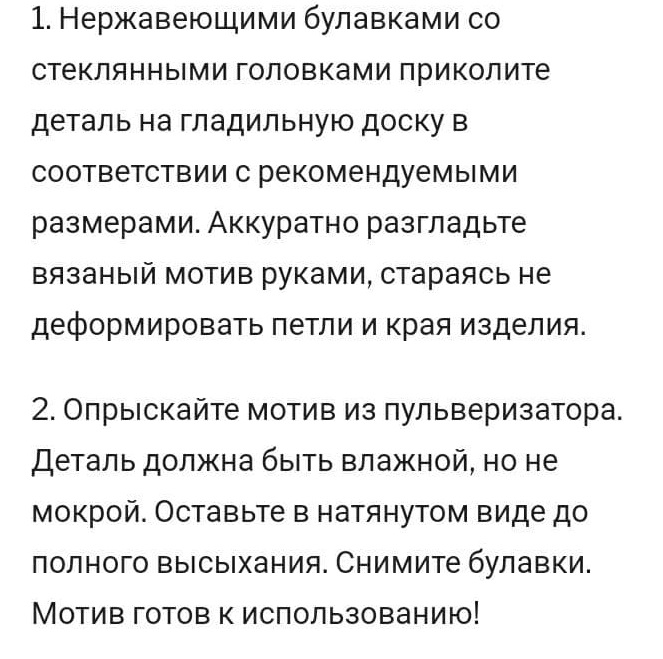 1. Нержавеющими булавками со
стеклянными головками приколите
деталь на гладильную доску в
соответствии с рекомендуемыми
размерами. Аккуратно разгладьте
вязаный мотив руками, стараясь не
деформировать петли и края изделия.
2. Опрыскайте мотив из пульверизатора.
Деталь должна быть влажной, но не
мокрой. Оставьте в натянутом виде до
полного высыхания. Снимите булавки.
Мотив готов к использованию!